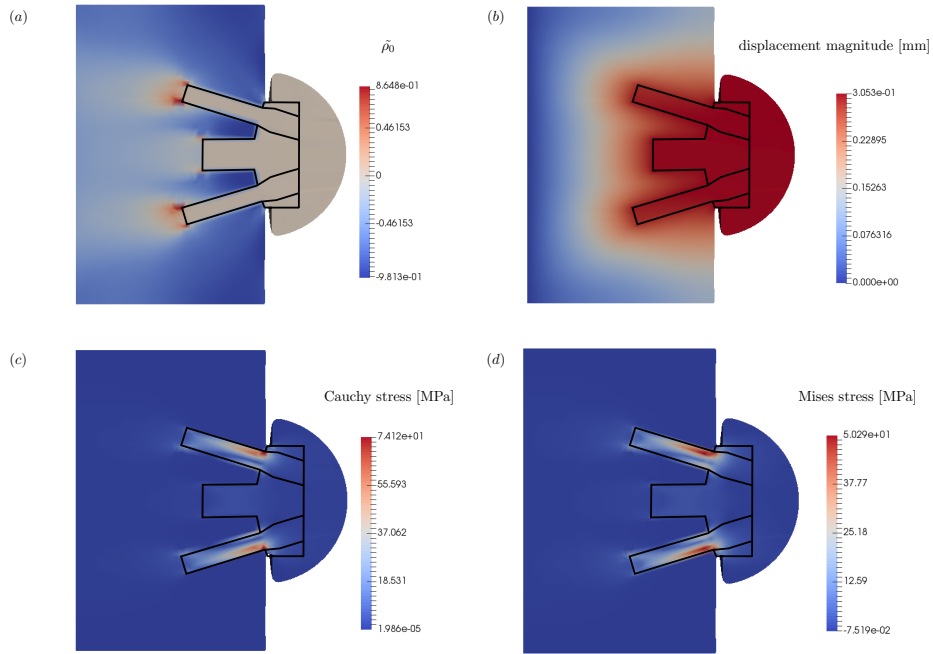 (a)
ρ̃₀
8.648e-01
0.46153
0
-0.46153
-9.813e-01
(b)
displacement magnitude [mm]
3.053e-01
0.22895
0.15263
0.076316
0.000e+00
(c)
Cauchy stress [MPa]
7.412e+01
55.593
37.062
18.531
1.986e-05
(d)
Mises stress [MPa]
5.029e+01
37.77
25.18
12.59
-7.519e-02